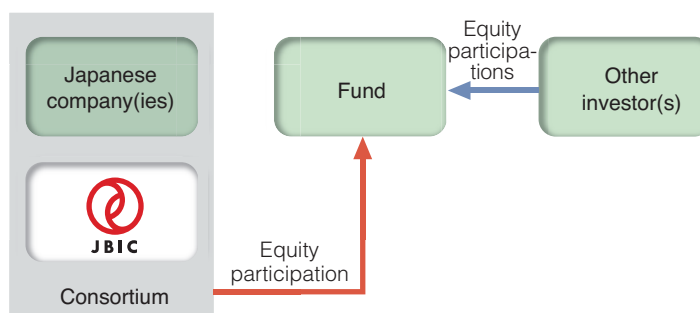 Japanese
company(ies)
JBIC
Consortium
Equity
participation
Fund
Equity
participa-
tions
Other
investor(s)